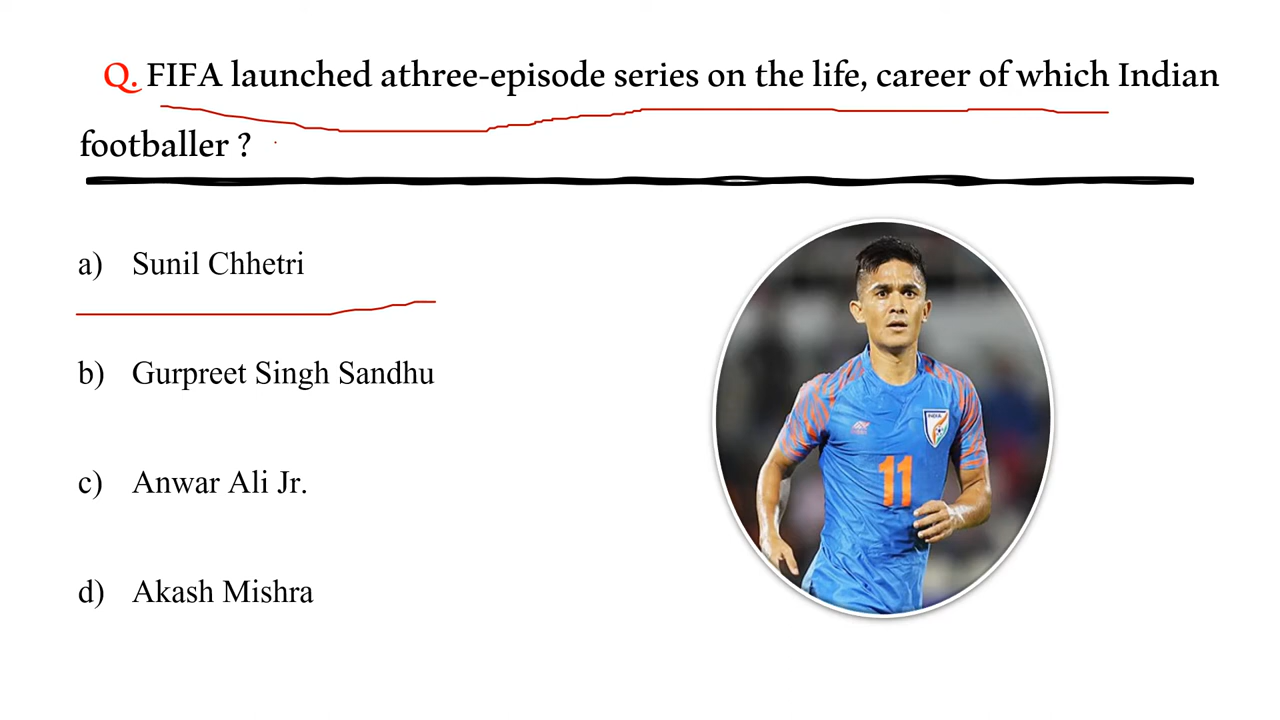 Q. FIFA launched athree-episode series on the life, career of which Indian
footballer ?
a) Sunil Chhetri
b) Gurpreet Singh Sandhu
c) Anwar Ali Jr.
d) Akash Mishra
INDIA
11